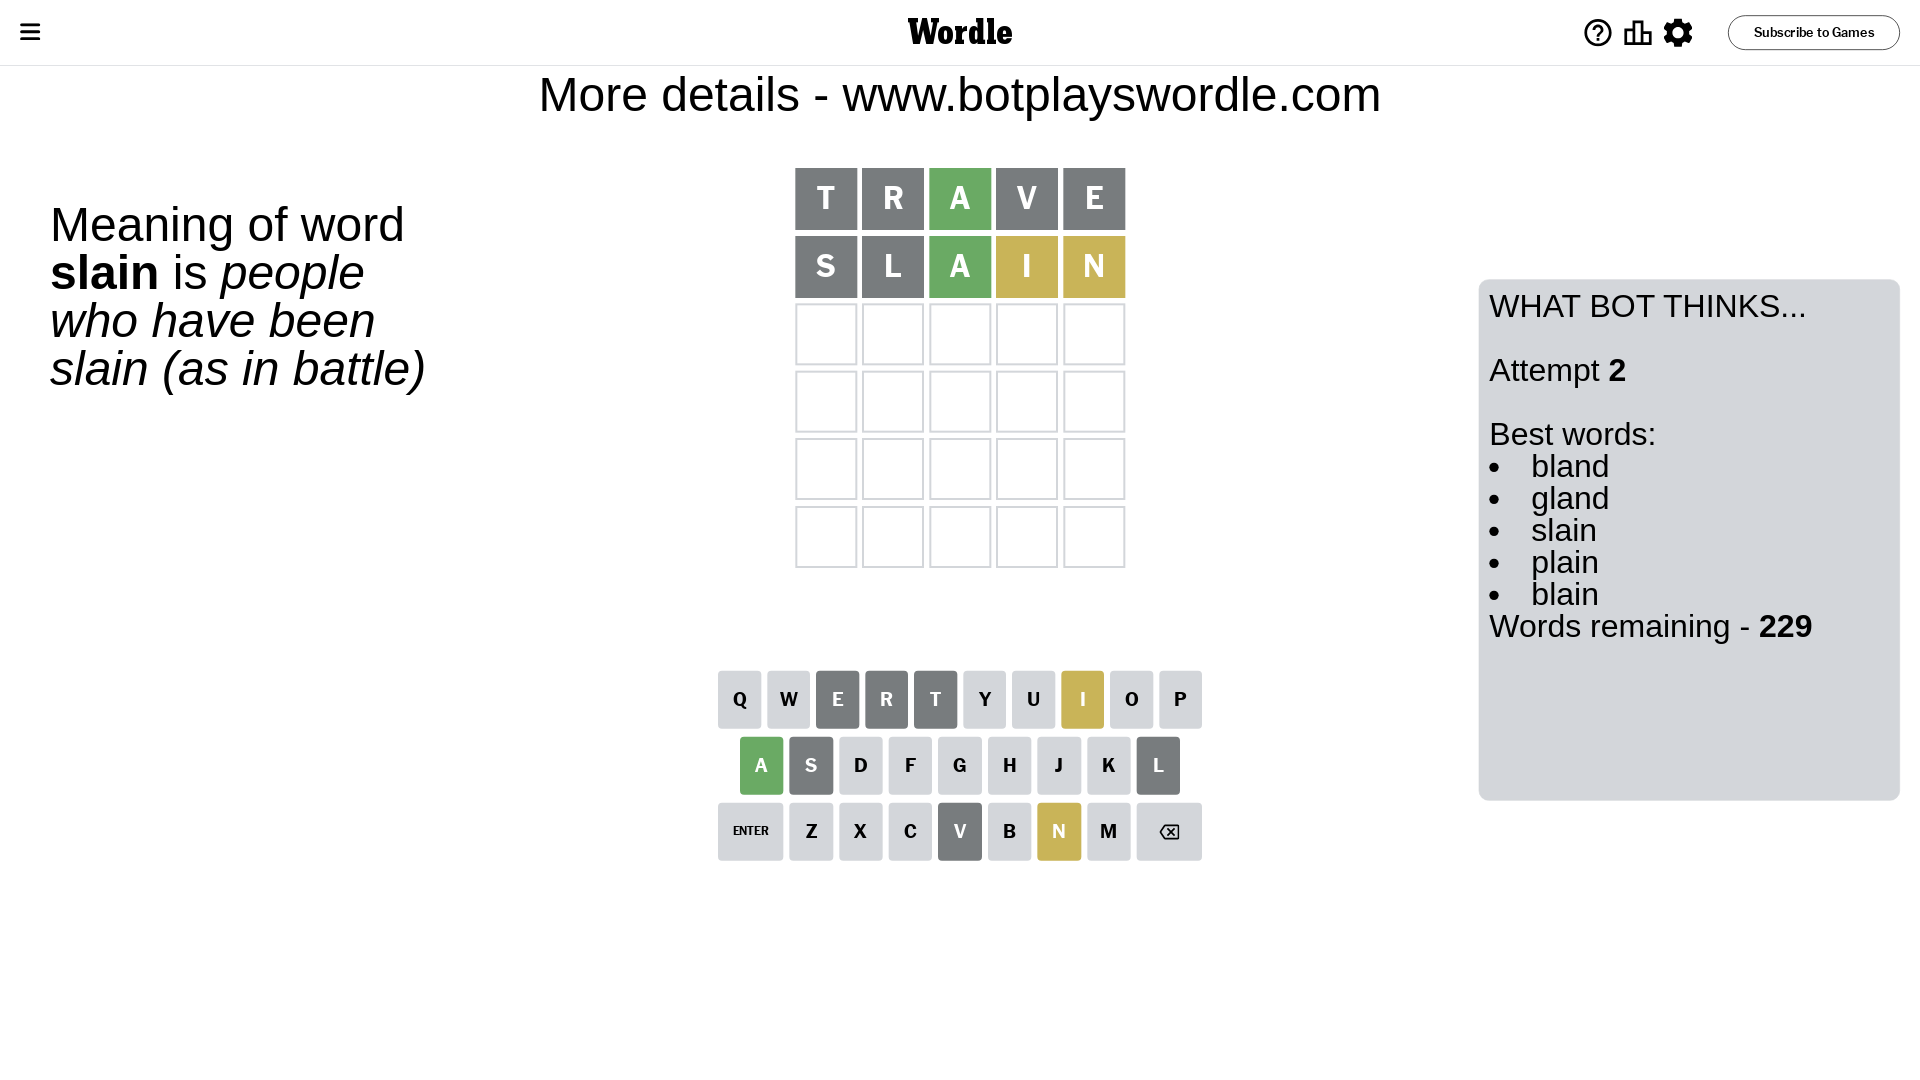 Wordle
Subscribe to Games
More details - www.botplayswordle.com
Meaning of word
slain is people
who have been
slain (as in battle)
T R A V E
S L A I N
WHAT BOT THINKS...
Attempt 2
Best words:
• bland
• gland
• slain
• plain
• blain
Words remaining - 229
Q W E R T Y U I O P
A S D F G H J K L
ENTER Z X C V B N M